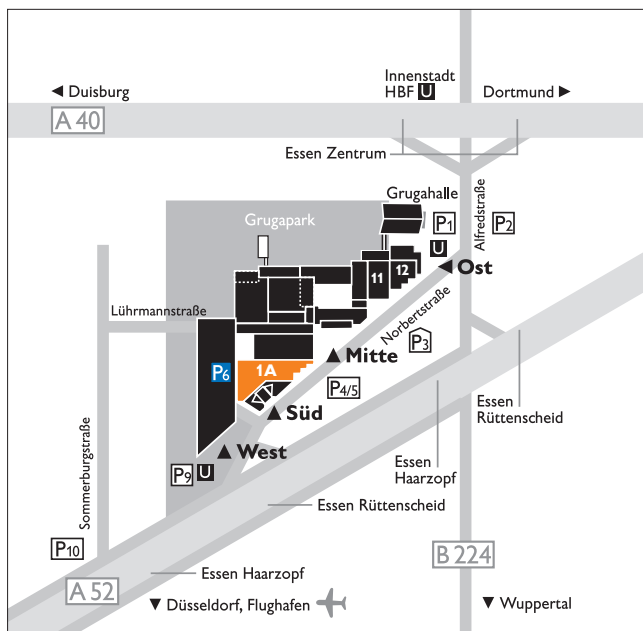 Innenstadt
HBF U
Duisburg
Dortmund
A 40
Essen Zentrum
Grugahalle
Grugapark
P1
P2
Alfredstraße
U
11
12
Ost
Lührmannstraße
Norbertstraße
P3
Mitte
P6
1A
P4/5
Süd
Essen
Rüttenscheid
West
Essen
Haarzopf
P9 U
Sommerburgstraße
Essen Rüttenscheid
P10
B 224
Essen Haarzopf
A 52
Düsseldorf, Flughafen
Wuppertal